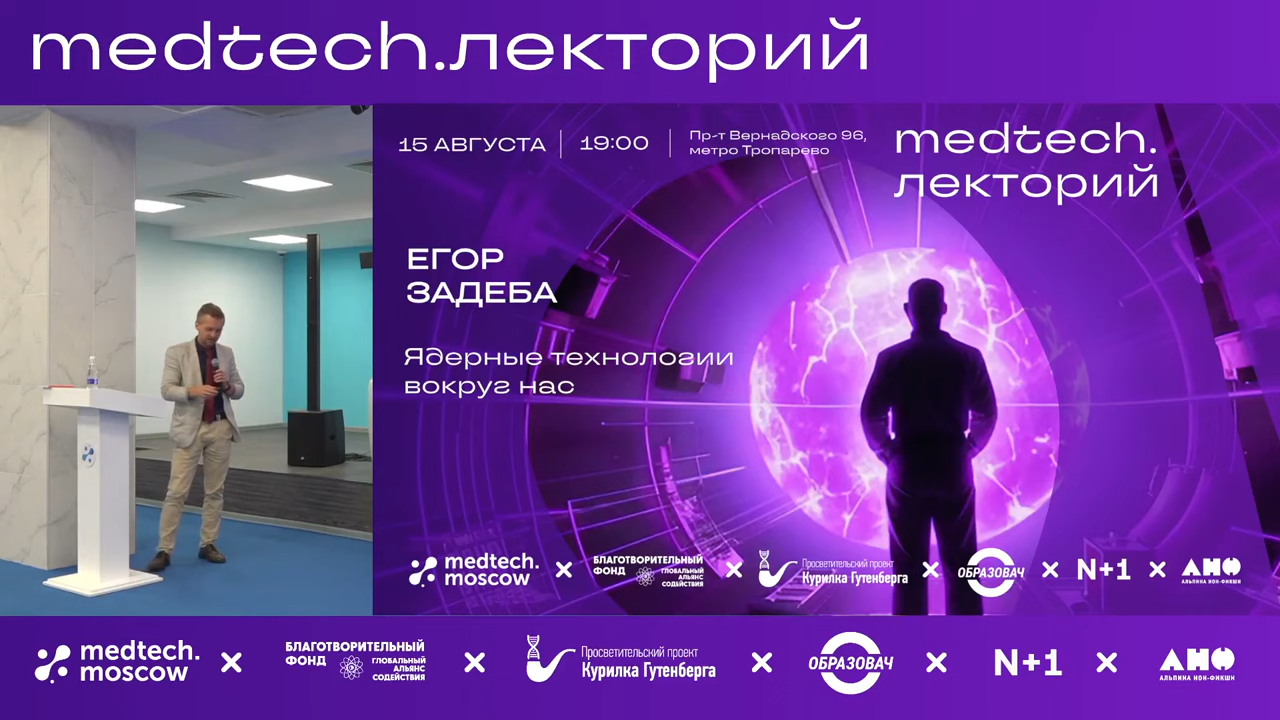 medtech.лекторий
15 АВГУСТА
19:00
Пр-т Вернадского 96,
метро Тропарево
medtech.
лекторий
ЕГОР
ЗАДЕБА
Ядерные технологии
вокруг нас
medtech.
moscow
БЛАГОТВОРИТЕЛЬНЫЙ
ФОНД
ГЛОБАЛЬНЫЙ
АЛЬЯНС
СОДЕЙСТВИЯ
Просветительский проект
Курилка Гутенберга
ОБРАЗОВАЧ
N+1
АНФ
АЛЬПИНА НОН-ФИКШН
medtech.
moscow
БЛАГОТВОРИТЕЛЬНЫЙ
ФОНД
ГЛОБАЛЬНЫЙ
АЛЬЯНС
СОДЕЙСТВИЯ
Просветительский проект
Курилка Гутенберга
ОБРАЗОВАЧ
N+1
АНФ
АЛЬПИНА НОН-ФИКШН